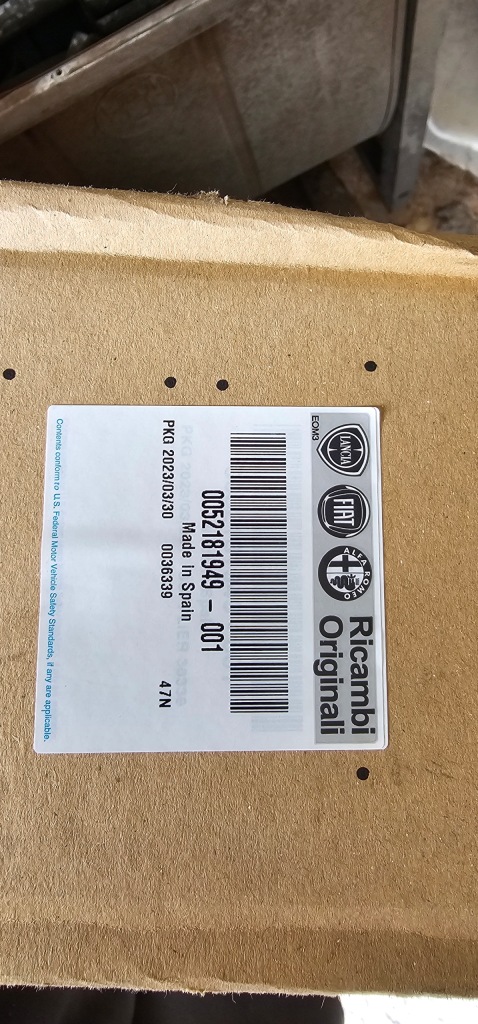 EOM3
LANCIA
FIAT
ALFA ROMEO
Ricambi
Originali
0052181949 - 001
Made in Spain
PKG 2023/03/30 0036339 47N
Contents conform to U.S. Federal Motor Vehicle Safety Standards, if any are applicable.